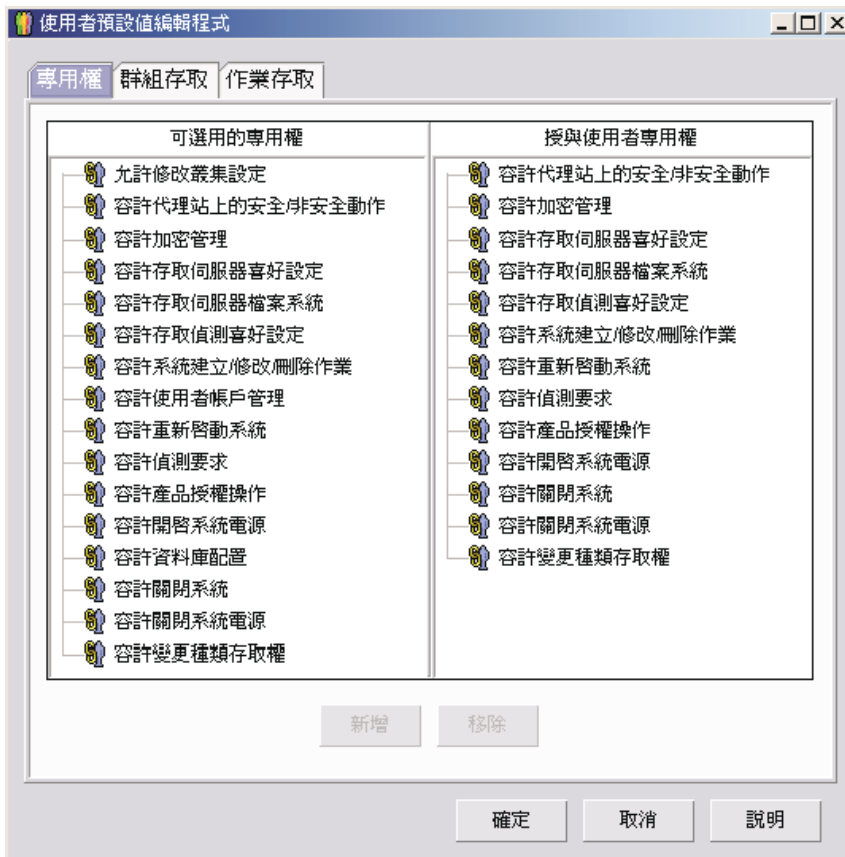 使用者預設值編輯程式
專用權 群組存取 作業存取
可選用的專用權
允許修改叢集設定
容許代理站上的安全/非安全動作
容許加密管理
容許存取伺服器喜好設定
容許存取伺服器檔案系統
容許存取偵測喜好設定
容許系統建立/修改/刪除作業
容許使用者帳戶管理
容許重新啓動系統
容許偵測要求
容許產品授權操作
容許開啓系統電源
容許資料庫配置
容許關閉系統
容許關閉系統電源
容許變更種類存取權
授與使用者專用權
容許代理站上的安全/非安全動作
容許加密管理
容許存取伺服器喜好設定
容許存取伺服器檔案系統
容許存取偵測喜好設定
容許系統建立/修改/刪除作業
容許重新啓動系統
容許偵測要求
容許產品授權操作
容許開啓系統電源
容許關閉系統
容許關閉系統電源
容許變更種類存取權
新增 移除
確定 取消 說明